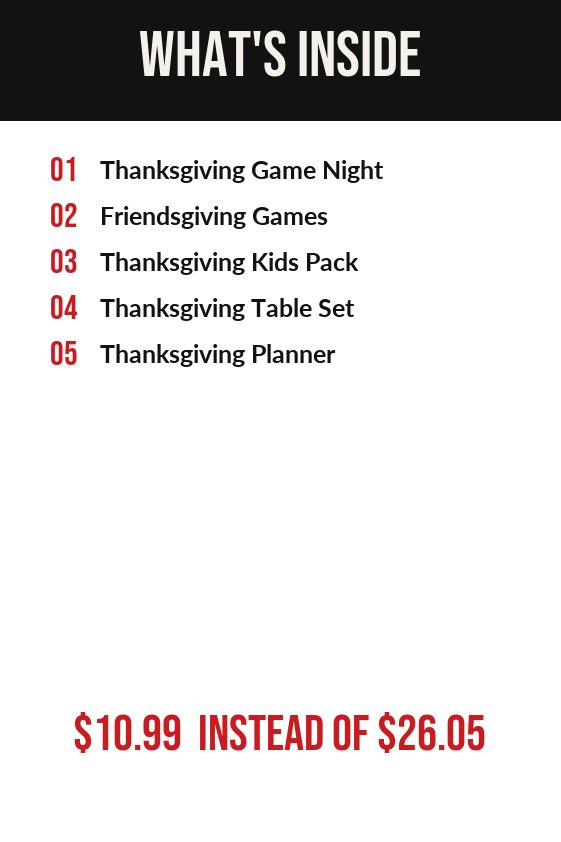 WHAT'S INSIDE
01 Thanksgiving Game Night
02 Friendsgiving Games
03 Thanksgiving Kids Pack
04 Thanksgiving Table Set
05 Thanksgiving Planner
$10.99 INSTEAD OF $26.05